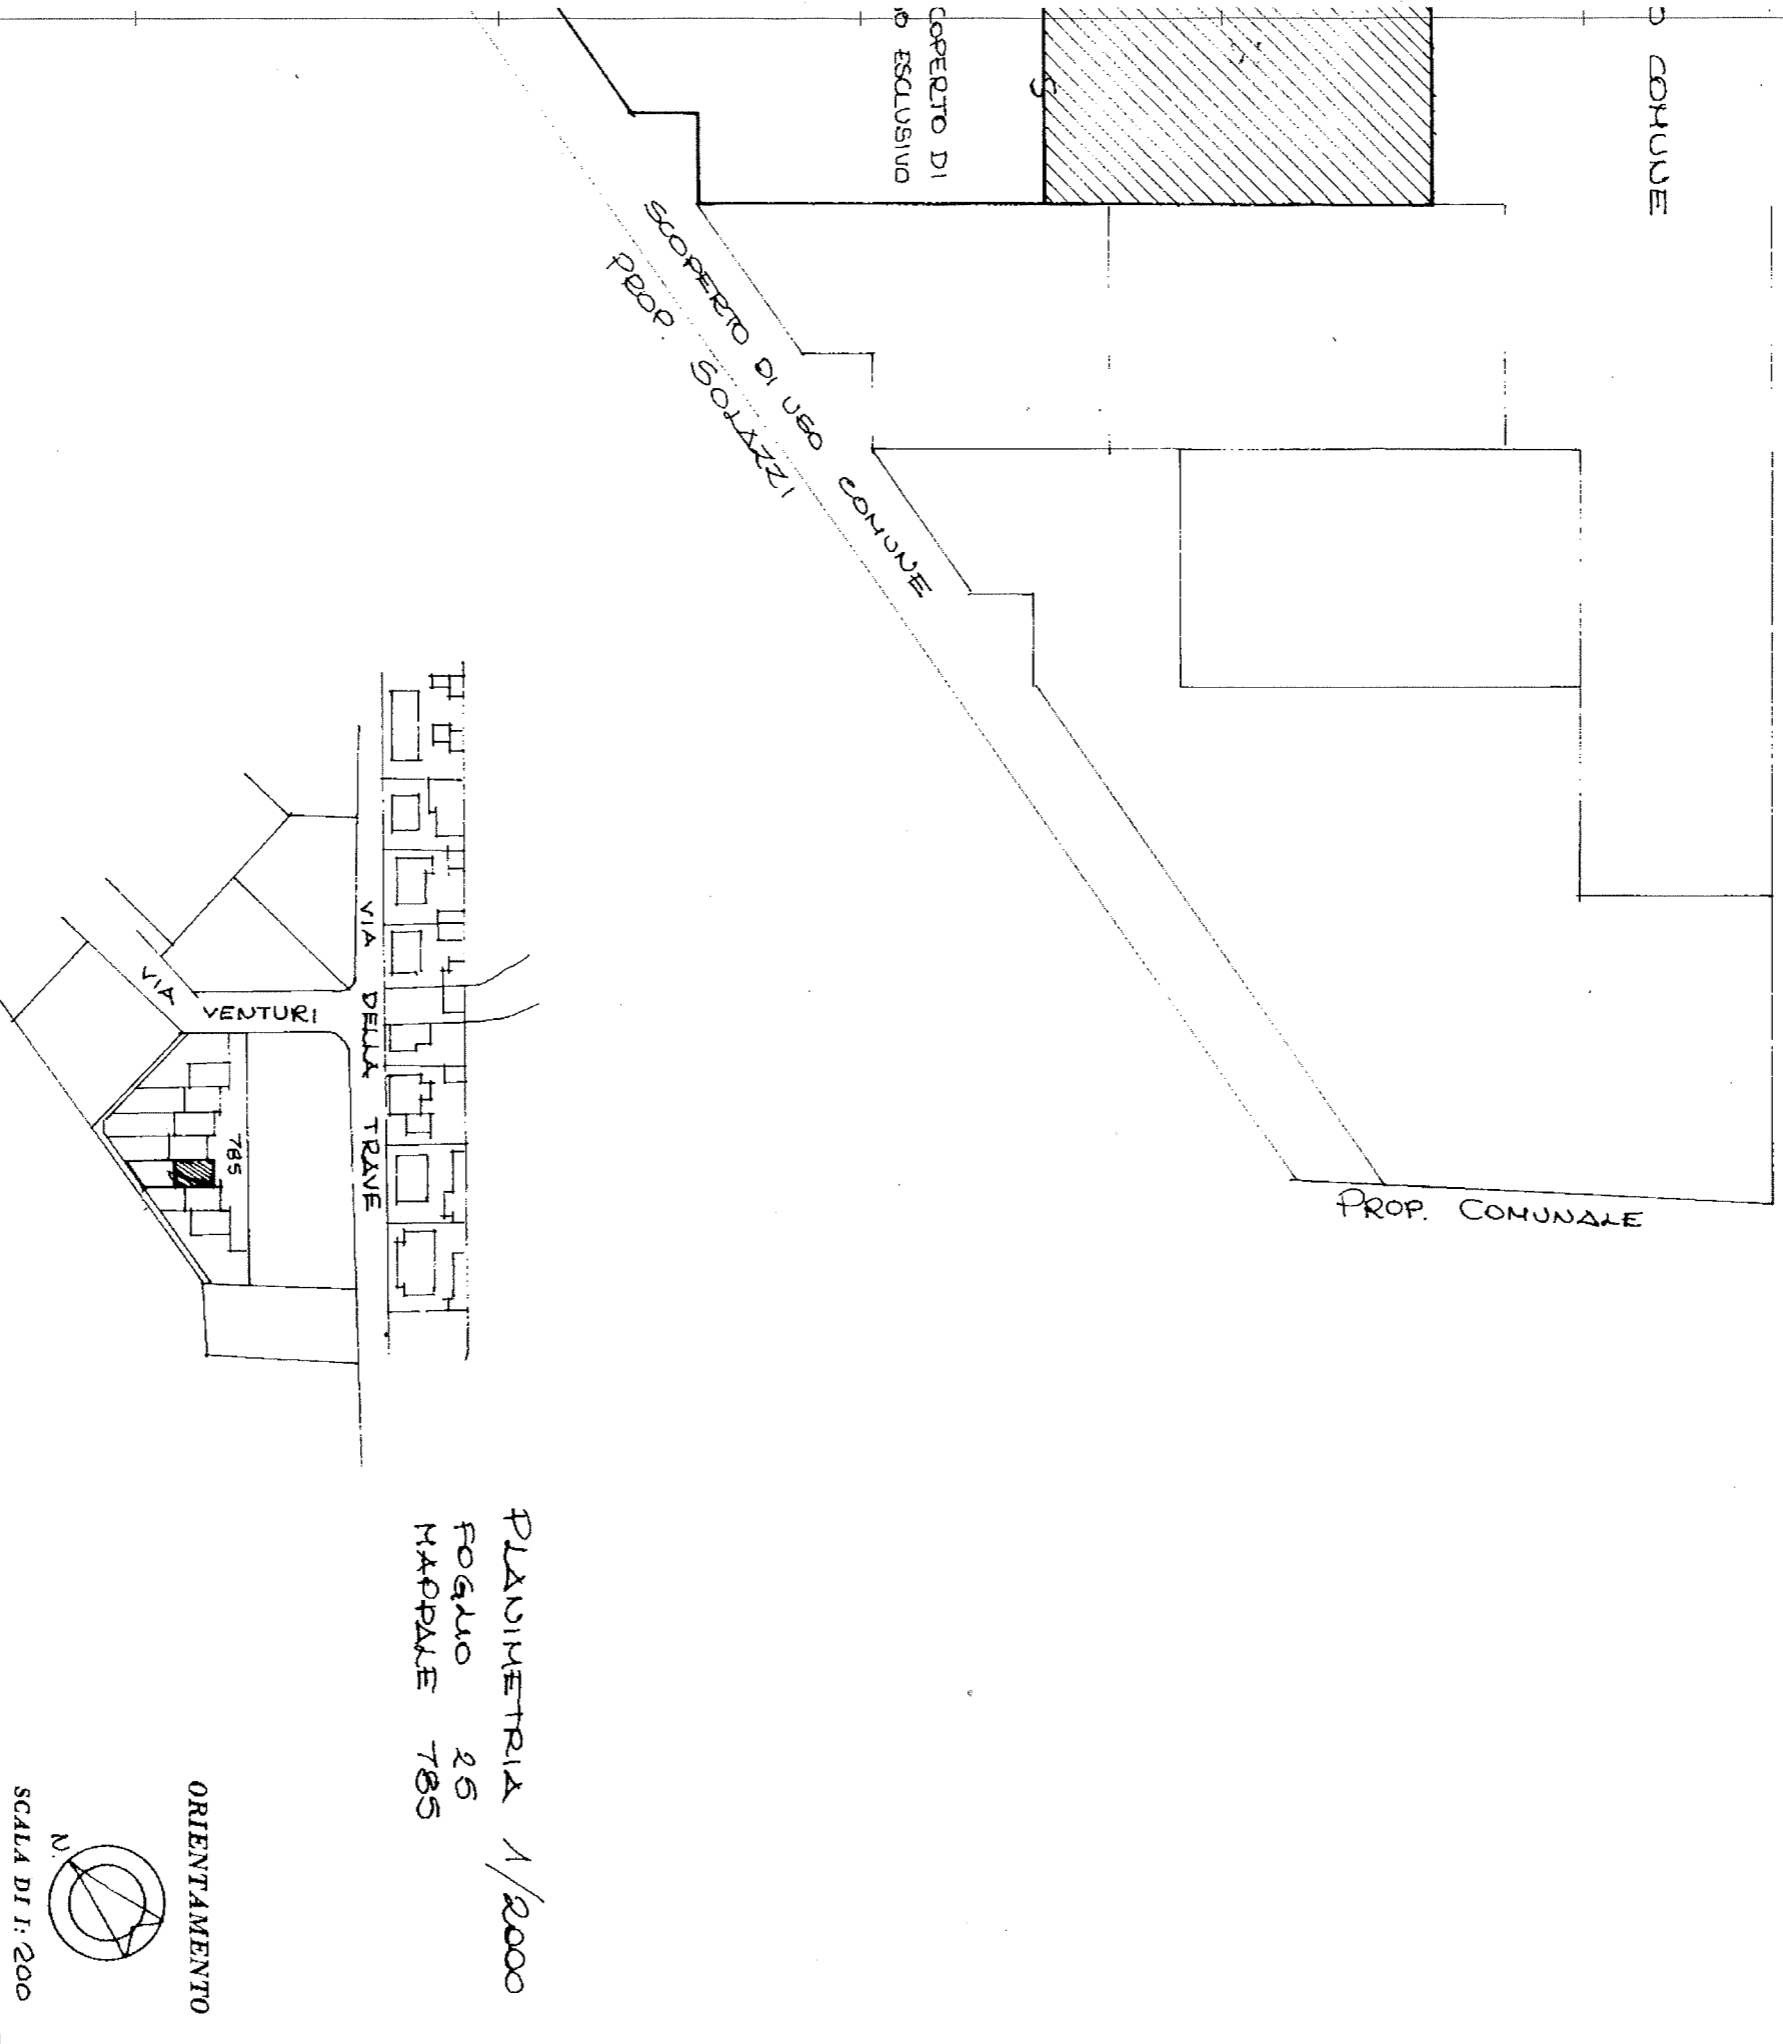 COMUNE
COPERTO DI
ESCLUSIVO
5
SCOPERTO DI USO COMUNE
PROP. SOLAZZI
PROP. COMUNALE
VIA DELLA TRAVE
VIA VENTURI
785
PLANIMETRIA 1/2000
FOGLIO 25
MAPPALE 785
ORIENTAMENTO
N.
SCALA DI 1:200